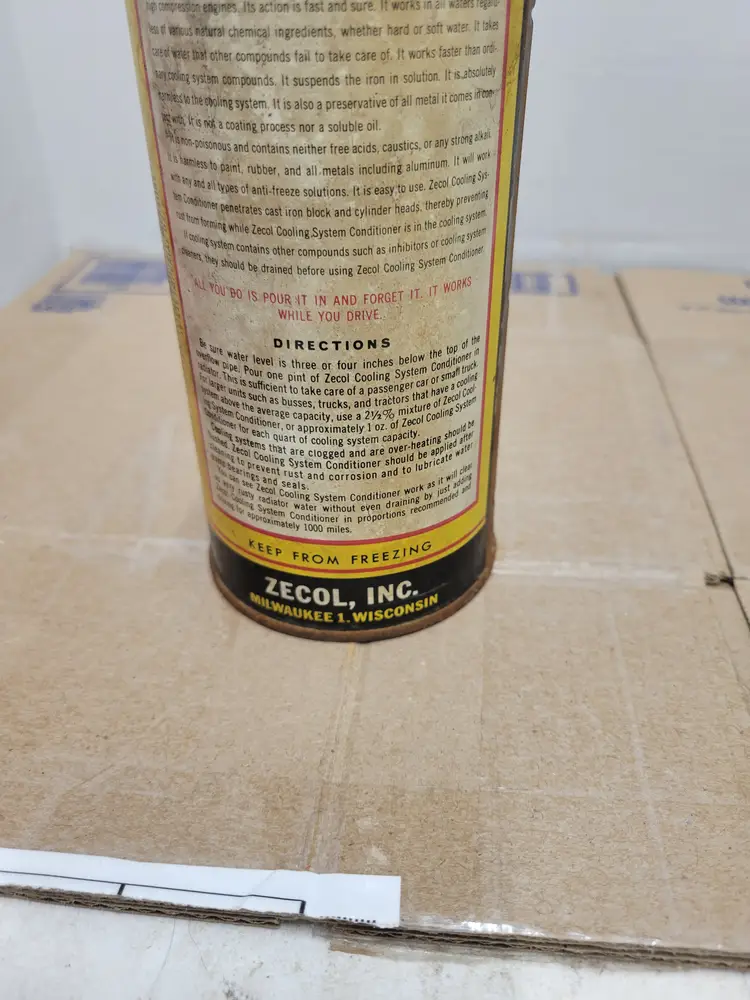 high compression engines. Its action is fast and sure. It works in all waters regard-
less of various natural chemical ingredients, whether hard or soft water. It takes
care of water that other compounds fail to take care of. It works faster than ordi-
nary cooling system compounds. It suspends the iron in solution. It is absolutely
harmless to the cooling system. It is also a preservative of all metal it comes in con-
tact with. It is not a coating process nor a soluble oil.
It is non-poisonous and contains neither free acids, caustics, or any strong alkali.
It is harmless to paint, rubber, and all metals including aluminum. It will work
with any and all types of anti-freeze solutions. It is easy to use. Zecol Cooling Sys-
tem Conditioner penetrates cast iron block and cylinder heads, thereby preventing
rust from forming while Zecol Cooling System Conditioner is in the cooling system.
If cooling system contains other compounds such as inhibitors or cooling system
cleaners, they should be drained before using Zecol Cooling System Conditioner.
ALL YOU DO IS POUR IT IN AND FORGET IT. IT WORKS
WHILE YOU DRIVE.
DIRECTIONS
Be sure water level is three or four inches below the top of the
overflow pipe. Pour one pint of Zecol Cooling System Conditioner in
radiator. This is sufficient to take care of a passenger car or small truck.
For larger units such as busses, trucks, and tractors that have a cooling
system above the average capacity, use a 2½% mixture of Zecol Cool-
ing System Conditioner, or approximately 1 oz. of Zecol Cooling System
Conditioner for each quart of cooling system capacity.
Cooling systems that are clogged and are over-heating should be
flushed. Zecol Cooling System Conditioner should be applied after
cleaning to prevent rust and corrosion and to lubricate water
pump bearings and seals.
You can see Zecol Cooling System Conditioner work as it will clear
up very rusty radiator water without even draining by just adding
Zecol Cooling System Conditioner in proportions recommended and
driving for approximately 1000 miles.
KEEP FROM FREEZING
ZECOL, INC.
MILWAUKEE 1, WISCONSIN